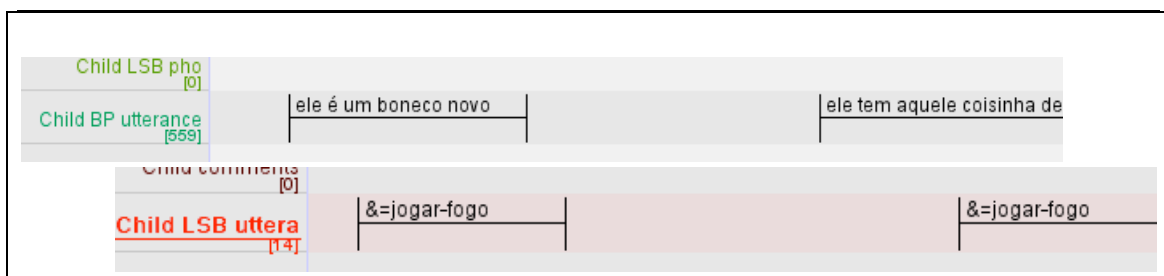 Child LSB pho
[0]
Child BP utterance
[559]
ele é um boneco novo
ele tem aquele coisinha de
Child comments
[0]
Child LSB uttera
[14]
&=jogar-fogo
&=jogar-fogo